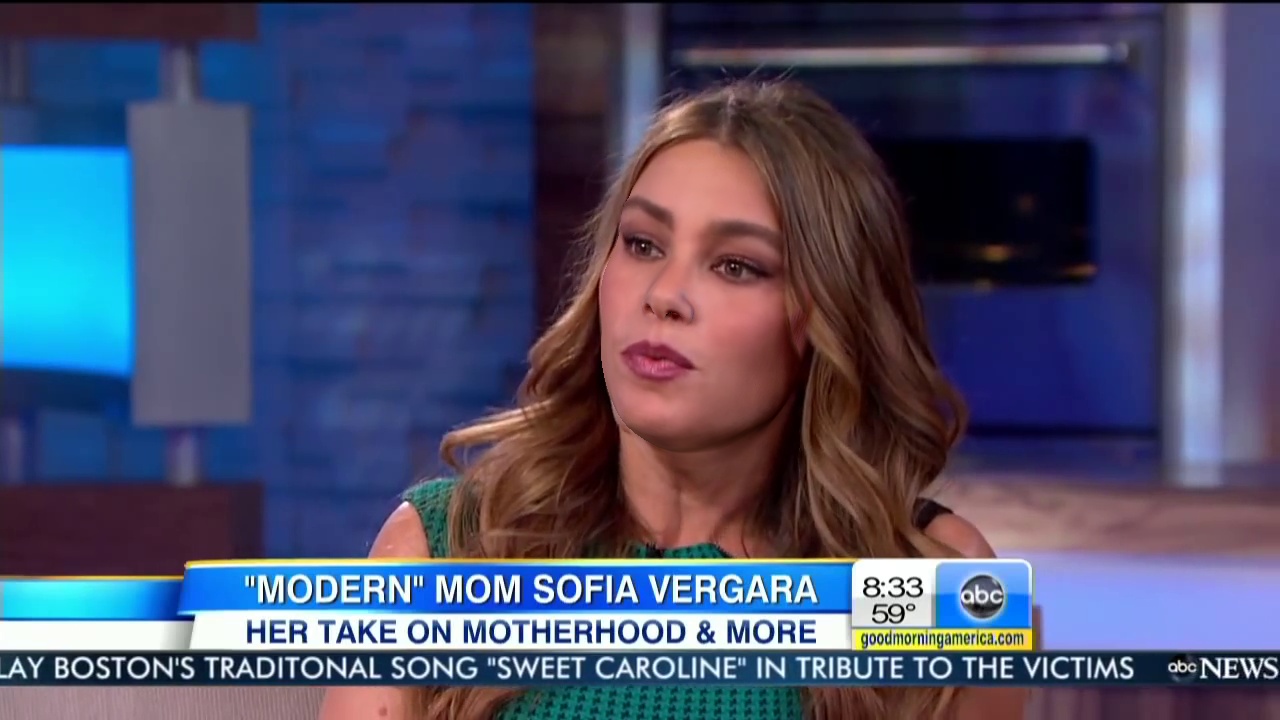 "MODERN" MOM SOFIA VERGARA
HER TAKE ON MOTHERHOOD & MORE
8:33
59°
abc
goodmorningamerica.com
LAY BOSTON'S TRADITONAL SONG "SWEET CAROLINE" IN TRIBUTE TO THE VICTIMS
abc NEWS